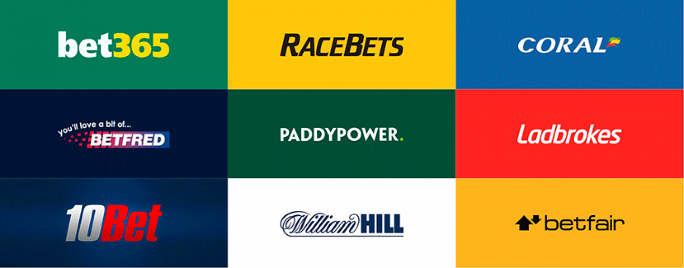 bet365
RACEBETS
CORAL
you'll love a bit of...
BETFRED
PADDYPOWER.
Ladbrokes
10Bet
William HILL
betfair